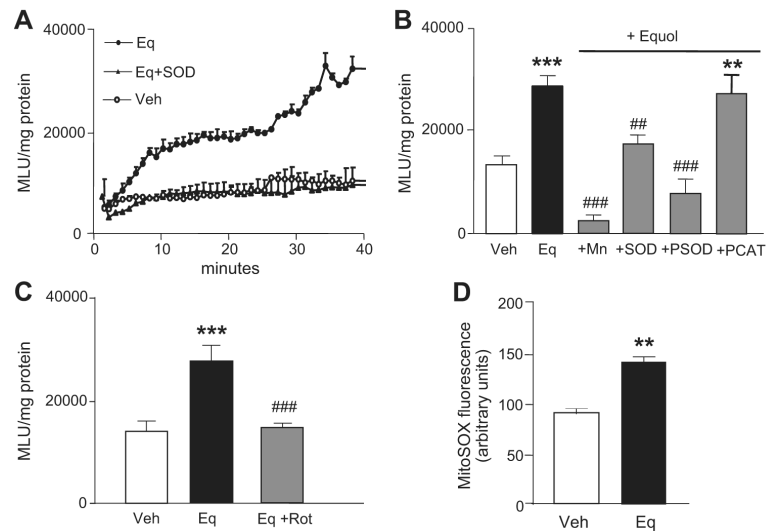 A
40000
Eq
Eq+SOD
Veh
20000
0
MLU/mg protein
0 10 20 30 40
minutes
B
+ Equol
40000
20000
0
MLU/mg protein
***
###
##
###
**
Veh Eq +Mn +SOD +PSOD +PCAT
C
40000
20000
0
MLU/mg protein
***
###
Veh Eq Eq +Rot
D
200
150
100
50
0
MitoSOX fluorescence
(arbitrary units)
**
Veh Eq